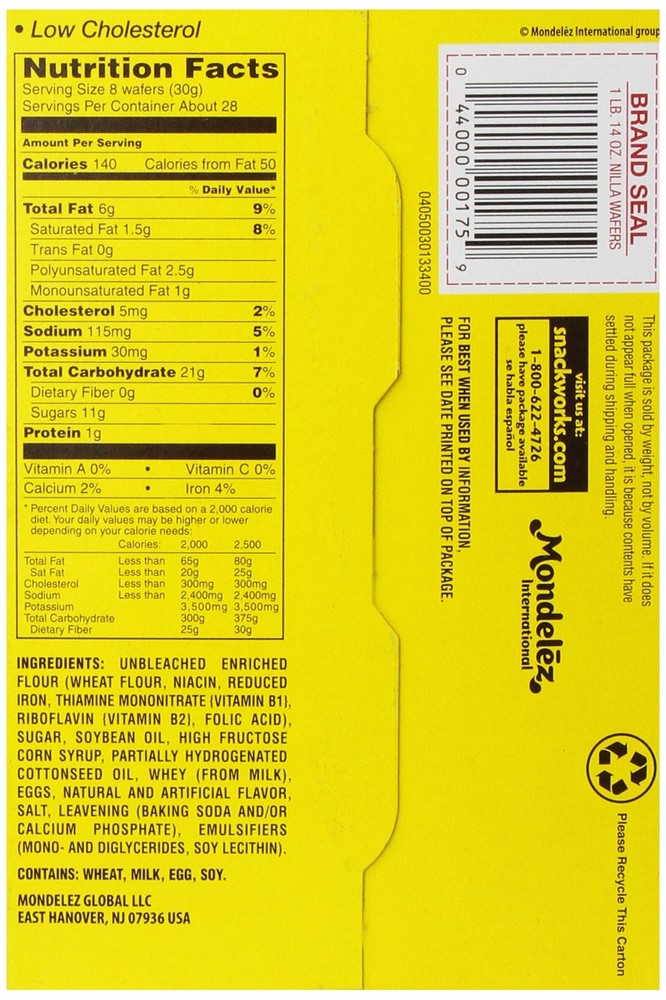 • Low Cholesterol
Nutrition Facts
Serving Size 8 wafers (30g)
Servings Per Container About 28
Amount Per Serving
Calories 140 Calories from Fat 50
% Daily Value*
Total Fat 6g 9%
Saturated Fat 1.5g 8%
Trans Fat 0g
Polyunsaturated Fat 2.5g
Monounsaturated Fat 1g
Cholesterol 5mg 2%
Sodium 115mg 5%
Potassium 30mg 1%
Total Carbohydrate 21g 7%
Dietary Fiber 0g 0%
Sugars 11g
Protein 1g
Vitamin A 0% • Vitamin C 0%
Calcium 2% • Iron 4%
* Percent Daily Values are based on a 2,000 calorie
diet. Your daily values may be higher or lower
depending on your calorie needs:
Calories: 2,000 2,500
Total Fat Less than 65g 80g
Sat Fat Less than 20g 25g
Cholesterol Less than 300mg 300mg
Sodium Less than 2,400mg 2,400mg
Potassium 3,500mg 3,500mg
Total Carbohydrate 300g 375g
Dietary Fiber 25g 30g
INGREDIENTS: UNBLEACHED ENRICHED
FLOUR (WHEAT FLOUR, NIACIN, REDUCED
IRON, THIAMINE MONONITRATE (VITAMIN B1),
RIBOFLAVIN (VITAMIN B2), FOLIC ACID),
SUGAR, SOYBEAN OIL, HIGH FRUCTOSE
CORN SYRUP, PARTIALLY HYDROGENATED
COTTONSEED OIL, WHEY (FROM MILK),
EGGS, NATURAL AND ARTIFICIAL FLAVOR,
SALT, LEAVENING (BAKING SODA AND/OR
CALCIUM PHOSPHATE), EMULSIFIERS
(MONO- AND DIGLYCERIDES, SOY LECITHIN).
CONTAINS: WHEAT, MILK, EGG, SOY.
MONDELEZ GLOBAL LLC
EAST HANOVER, NJ 07936 USA
© Mondelēz International group
BRAND SEAL
1 LB. 14 OZ. NILLA WAFERS
0 44000 00175 9
04050030133400
This package is sold by weight, not by volume. If it does
not appear full when opened, it is because contents have
settled during shipping and handling.
visit us at:
snackworks.com
1-800-622-4726
please have package available
se habla español
FOR BEST WHEN USED BY INFORMATION,
PLEASE SEE DATE PRINTED ON TOP OF PACKAGE.
Mondelēz
International
Please Recycle This Carton